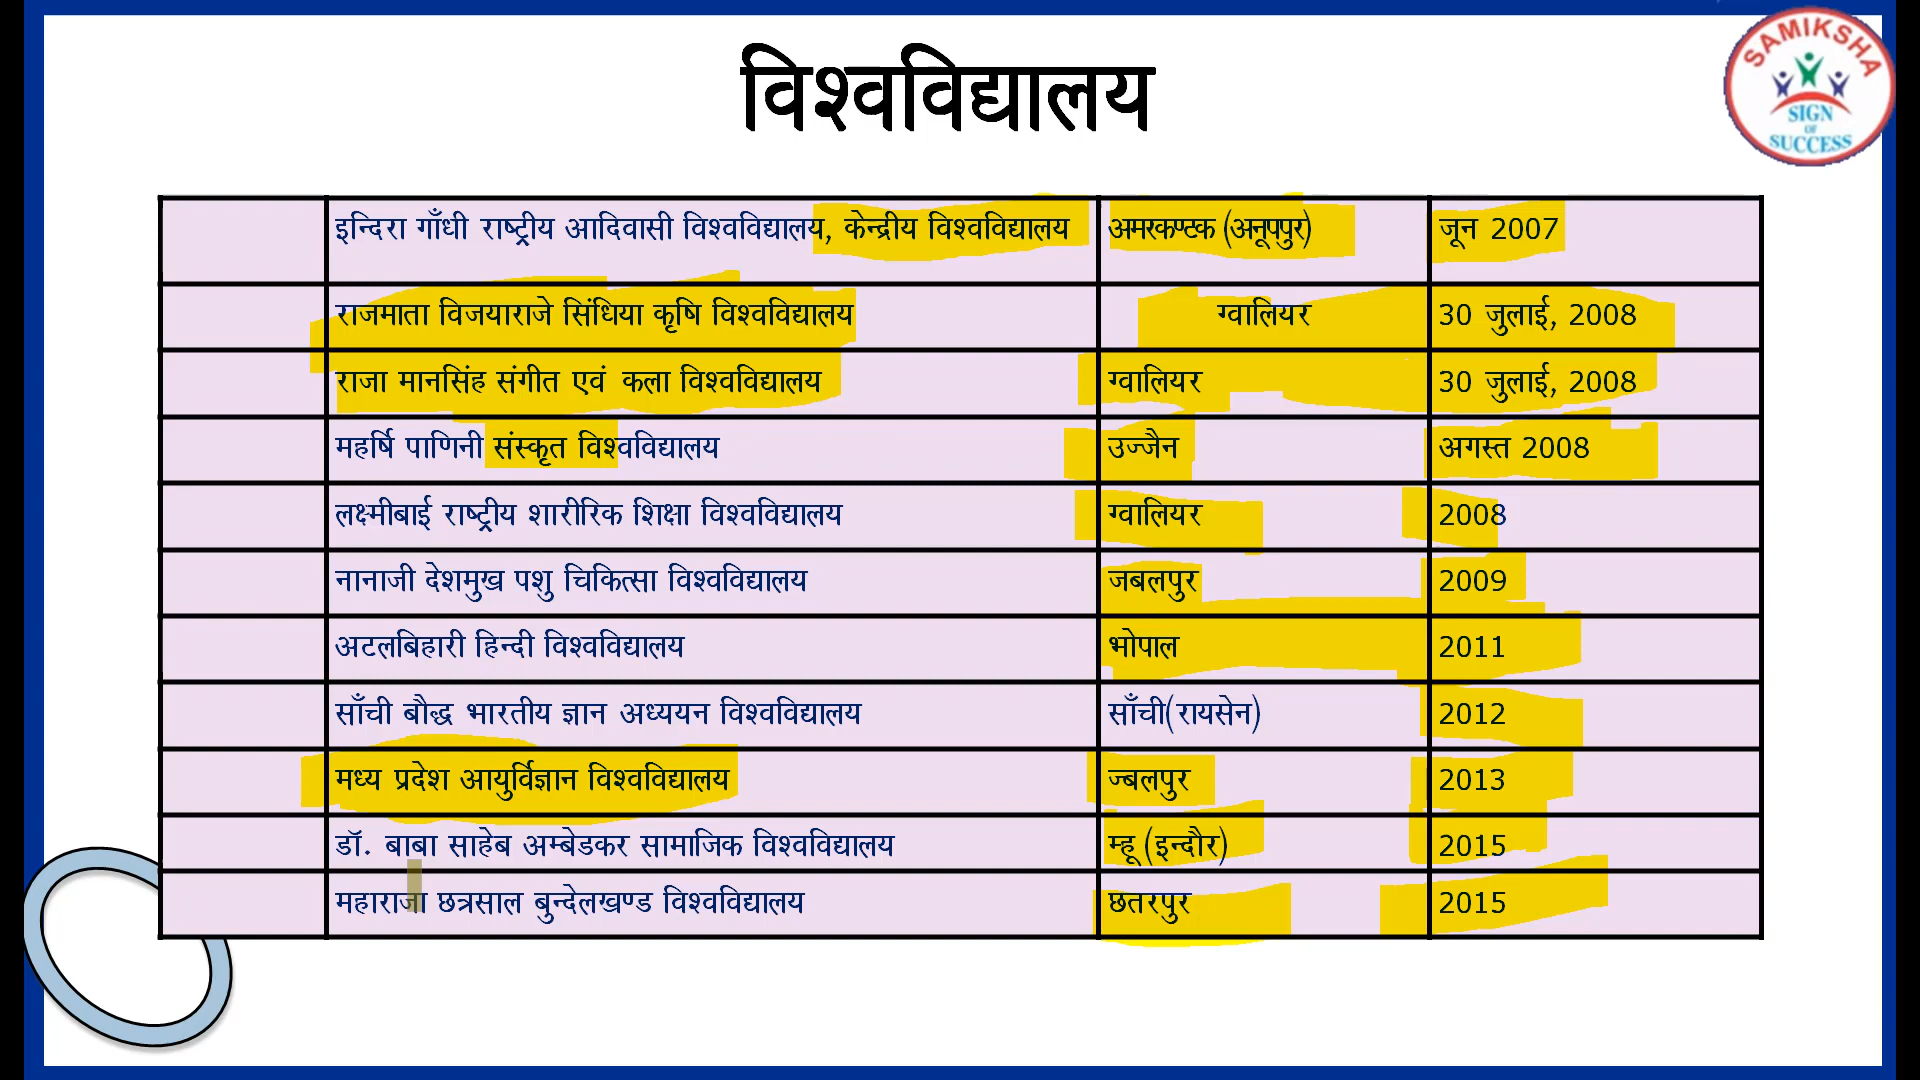 विश्वविद्यालय
SAMIKSHA
SIGN
OF
SUCCESS
इन्दिरा गाँधी राष्ट्रीय आदिवासी विश्वविद्यालय, केन्द्रीय विश्वविद्यालय अमरकण्टक (अनूपपुर) जून 2007
राजमाता विजयाराजे सिंधिया कृषि विश्वविद्यालय ग्वालियर 30 जुलाई, 2008
राजा मानसिंह संगीत एवं कला विश्वविद्यालय ग्वालियर 30 जुलाई, 2008
महर्षि पाणिनी संस्कृत विश्वविद्यालय उज्जैन अगस्त 2008
लक्ष्मीबाई राष्ट्रीय शारीरिक शिक्षा विश्वविद्यालय ग्वालियर 2008
नानाजी देशमुख पशु चिकित्सा विश्वविद्यालय जबलपुर 2009
अटलबिहारी हिन्दी विश्वविद्यालय भोपाल 2011
साँची बौद्ध भारतीय ज्ञान अध्ययन विश्वविद्यालय साँची(रायसेन) 2012
मध्य प्रदेश आयुर्विज्ञान विश्वविद्यालय ज्बलपुर 2013
डॉ. बाबा साहेब अम्बेडकर सामाजिक विश्वविद्यालय म्हू (इन्दौर) 2015
महाराजा छत्रसाल बुन्देलखण्ड विश्वविद्यालय छतरपुर 2015